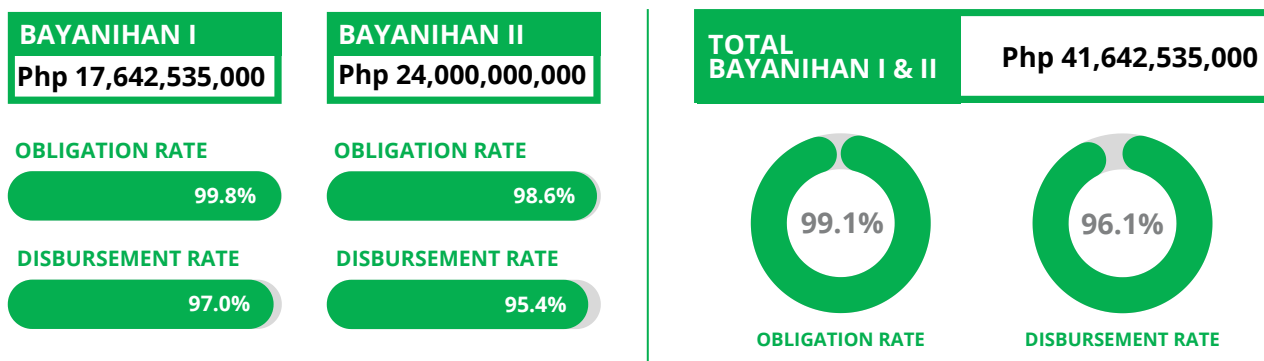 BAYANIHAN I
Php 17,642,535,000
OBLIGATION RATE
99.8%
DISBURSEMENT RATE
97.0%
BAYANIHAN II
Php 24,000,000,000
OBLIGATION RATE
98.6%
DISBURSEMENT RATE
95.4%
TOTAL
BAYANIHAN I & II
Php 41,642,535,000
99.1%
OBLIGATION RATE
96.1%
DISBURSEMENT RATE